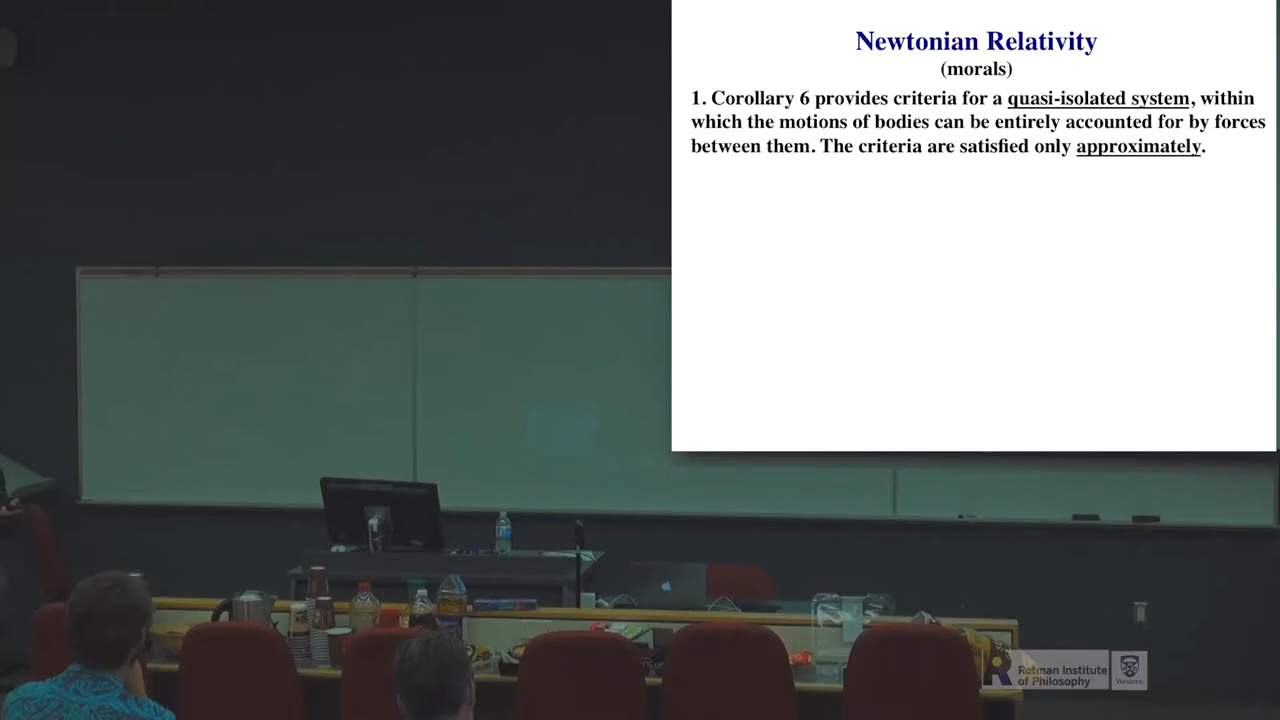 Newtonian Relativity
(morals)
1. Corollary 6 provides criteria for a quasi-isolated system, within
which the motions of bodies can be entirely accounted for by forces
between them. The criteria are satisfied only approximately.
R Rotman Institute
of Philosophy
Western